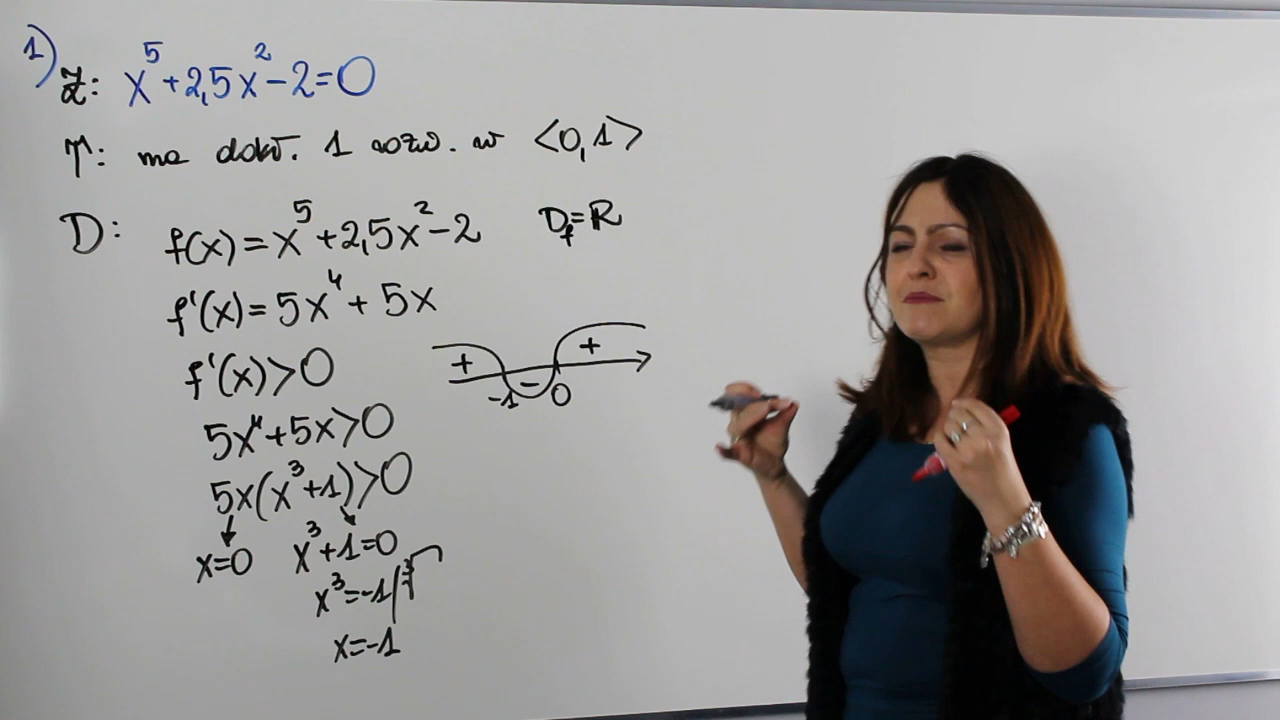 1)
Z: x⁵+2,5x²-2=0
T: ma dokł. 1 rozw. w <0,1>
D: f(x)=x⁵+2,5x²-2 D_f=R
f'(x)=5x⁴+5x
f'(x)>0
+ - +
-1 0
5x⁴+5x>0
5x(x³+1)>0
x=0 x³+1=0
x³=-1 |∛
x=-1